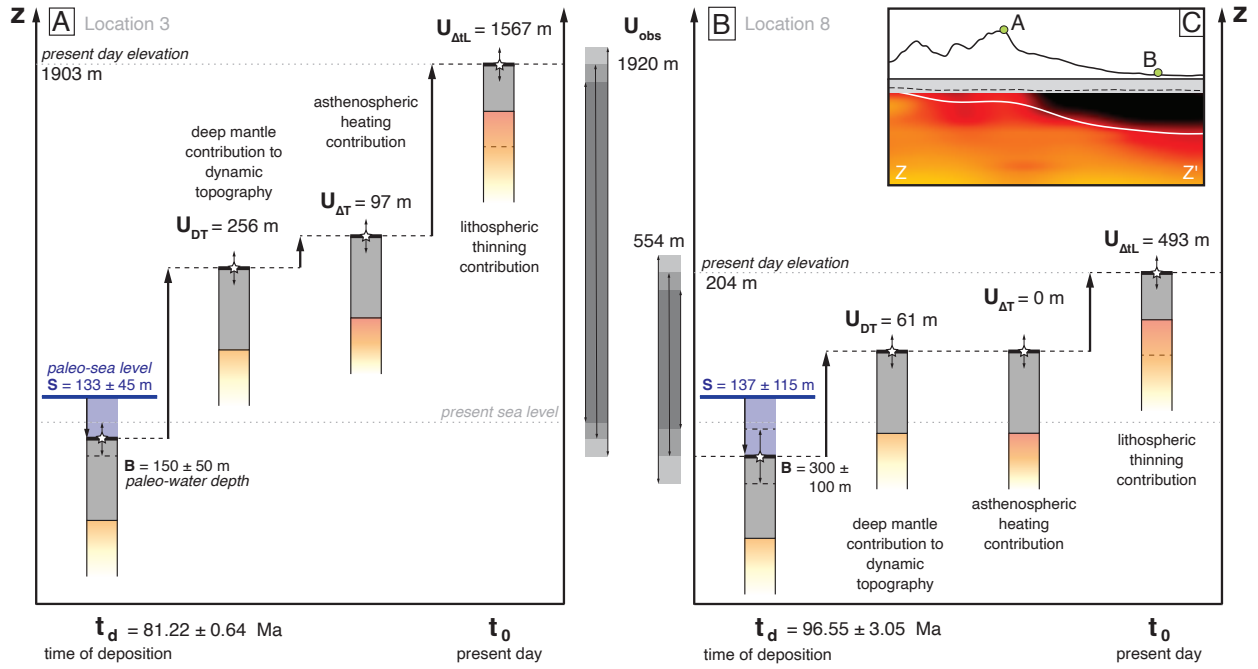 Z
A
Location 3
present day elevation
1903 m
deep mantle
contribution to
dynamic
topography
U_DT = 256 m
asthenospheric
heating
contribution
U_ΔT = 97 m
U_ΔtL = 1567 m
lithospheric
thinning
contribution
paleo-sea level
S = 133 ± 45 m
present sea level
B = 150 ± 50 m
paleo-water depth
t_d = 81.22 ± 0.64 Ma
time of deposition
t_0
present day
U_obs
1920 m
554 m
B
Location 8
present day elevation
204 m
U_DT = 61 m
U_ΔT = 0 m
U_ΔtL = 493 m
S = 137 ± 115 m
B = 300 ±
100 m
deep mantle
contribution to
dynamic
topography
asthenospheric
heating
contribution
lithospheric
thinning
contribution
t_d = 96.55 ± 3.05 Ma
time of deposition
t_0
present day
A
B
C
Z
Z'
Z